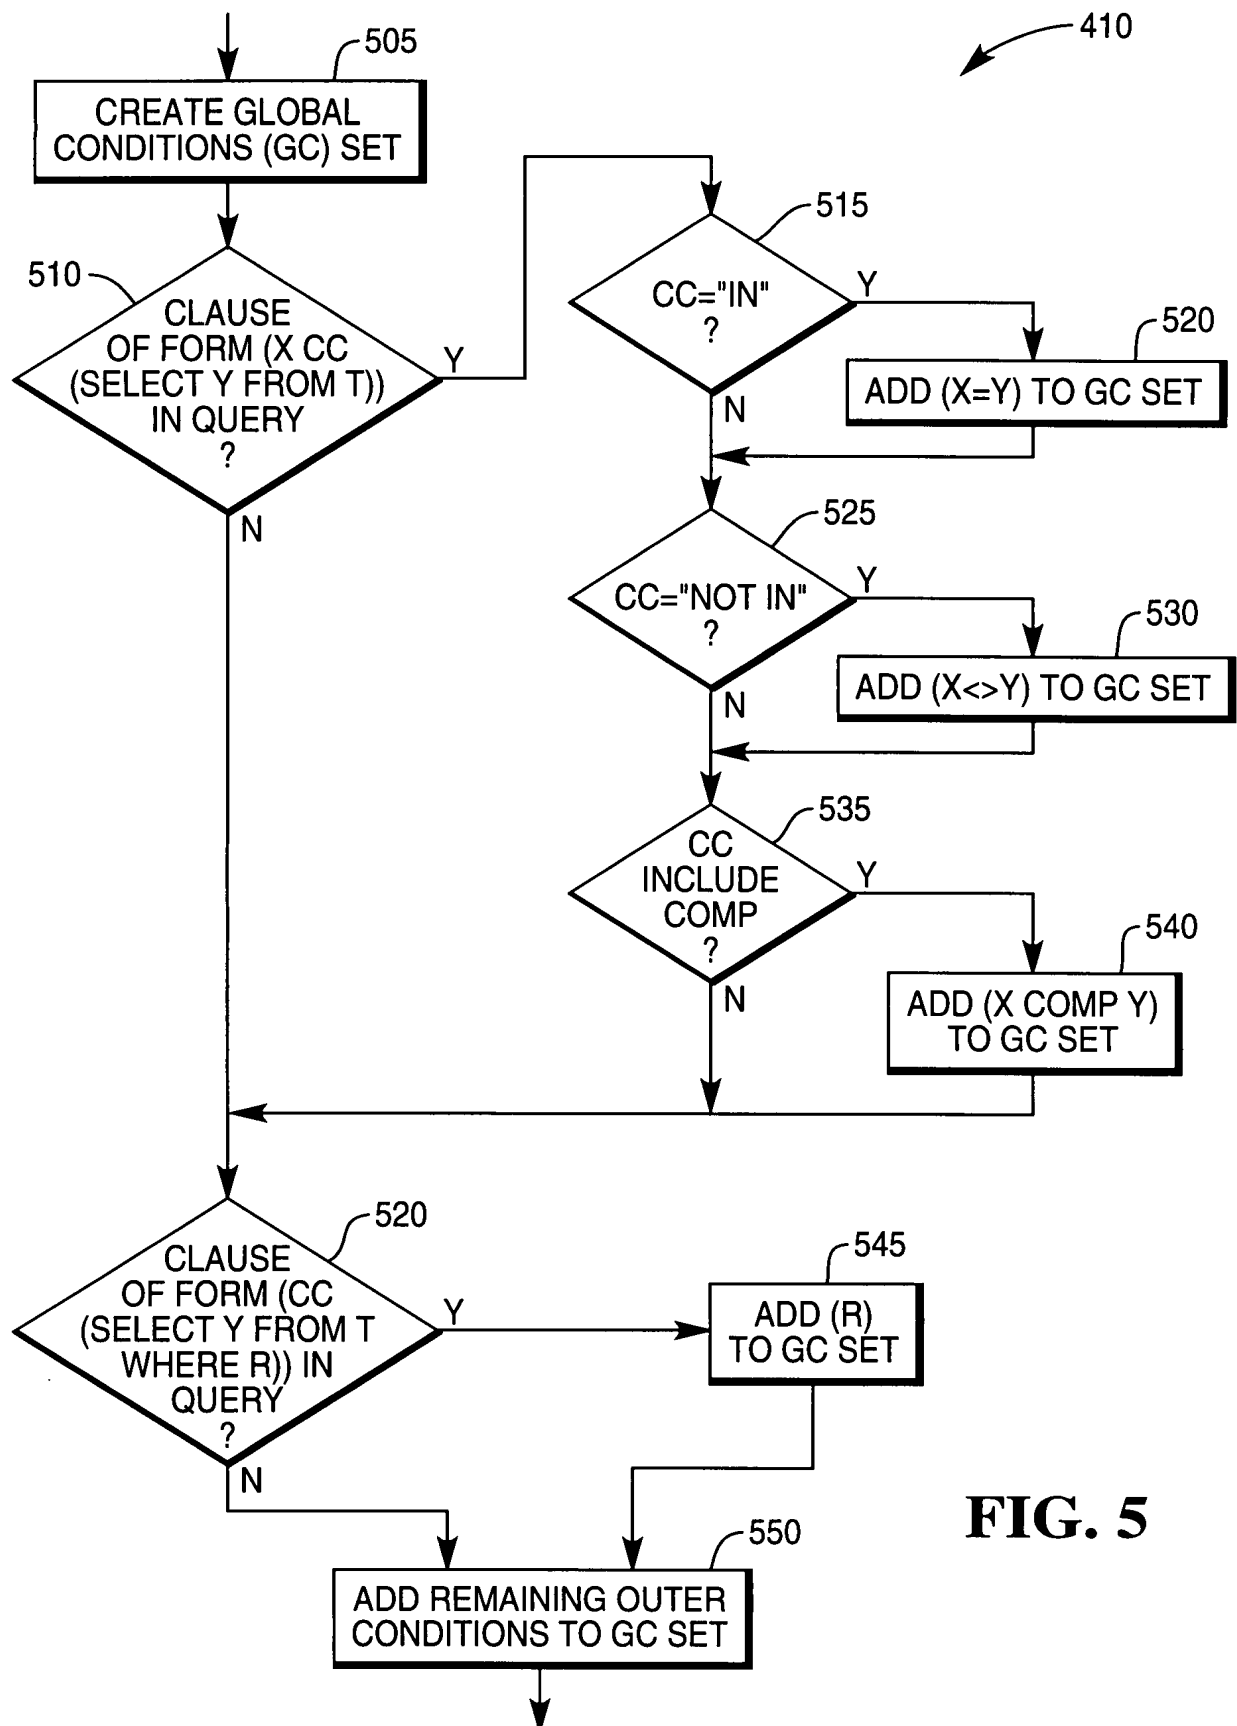 410
505
CREATE GLOBAL
CONDITIONS (GC) SET
510
CLAUSE
OF FORM (X CC
(SELECT Y FROM T))
IN QUERY
?
Y
N
515
CC="IN"
?
Y
N
520
ADD (X=Y) TO GC SET
525
CC="NOT IN"
?
Y
N
530
ADD (X<>Y) TO GC SET
535
CC
INCLUDE
COMP
?
Y
N
540
ADD (X COMP Y)
TO GC SET
520
CLAUSE
OF FORM (CC
(SELECT Y FROM T
WHERE R)) IN
QUERY
?
Y
N
545
ADD (R)
TO GC SET
550
ADD REMAINING OUTER
CONDITIONS TO GC SET
FIG. 5